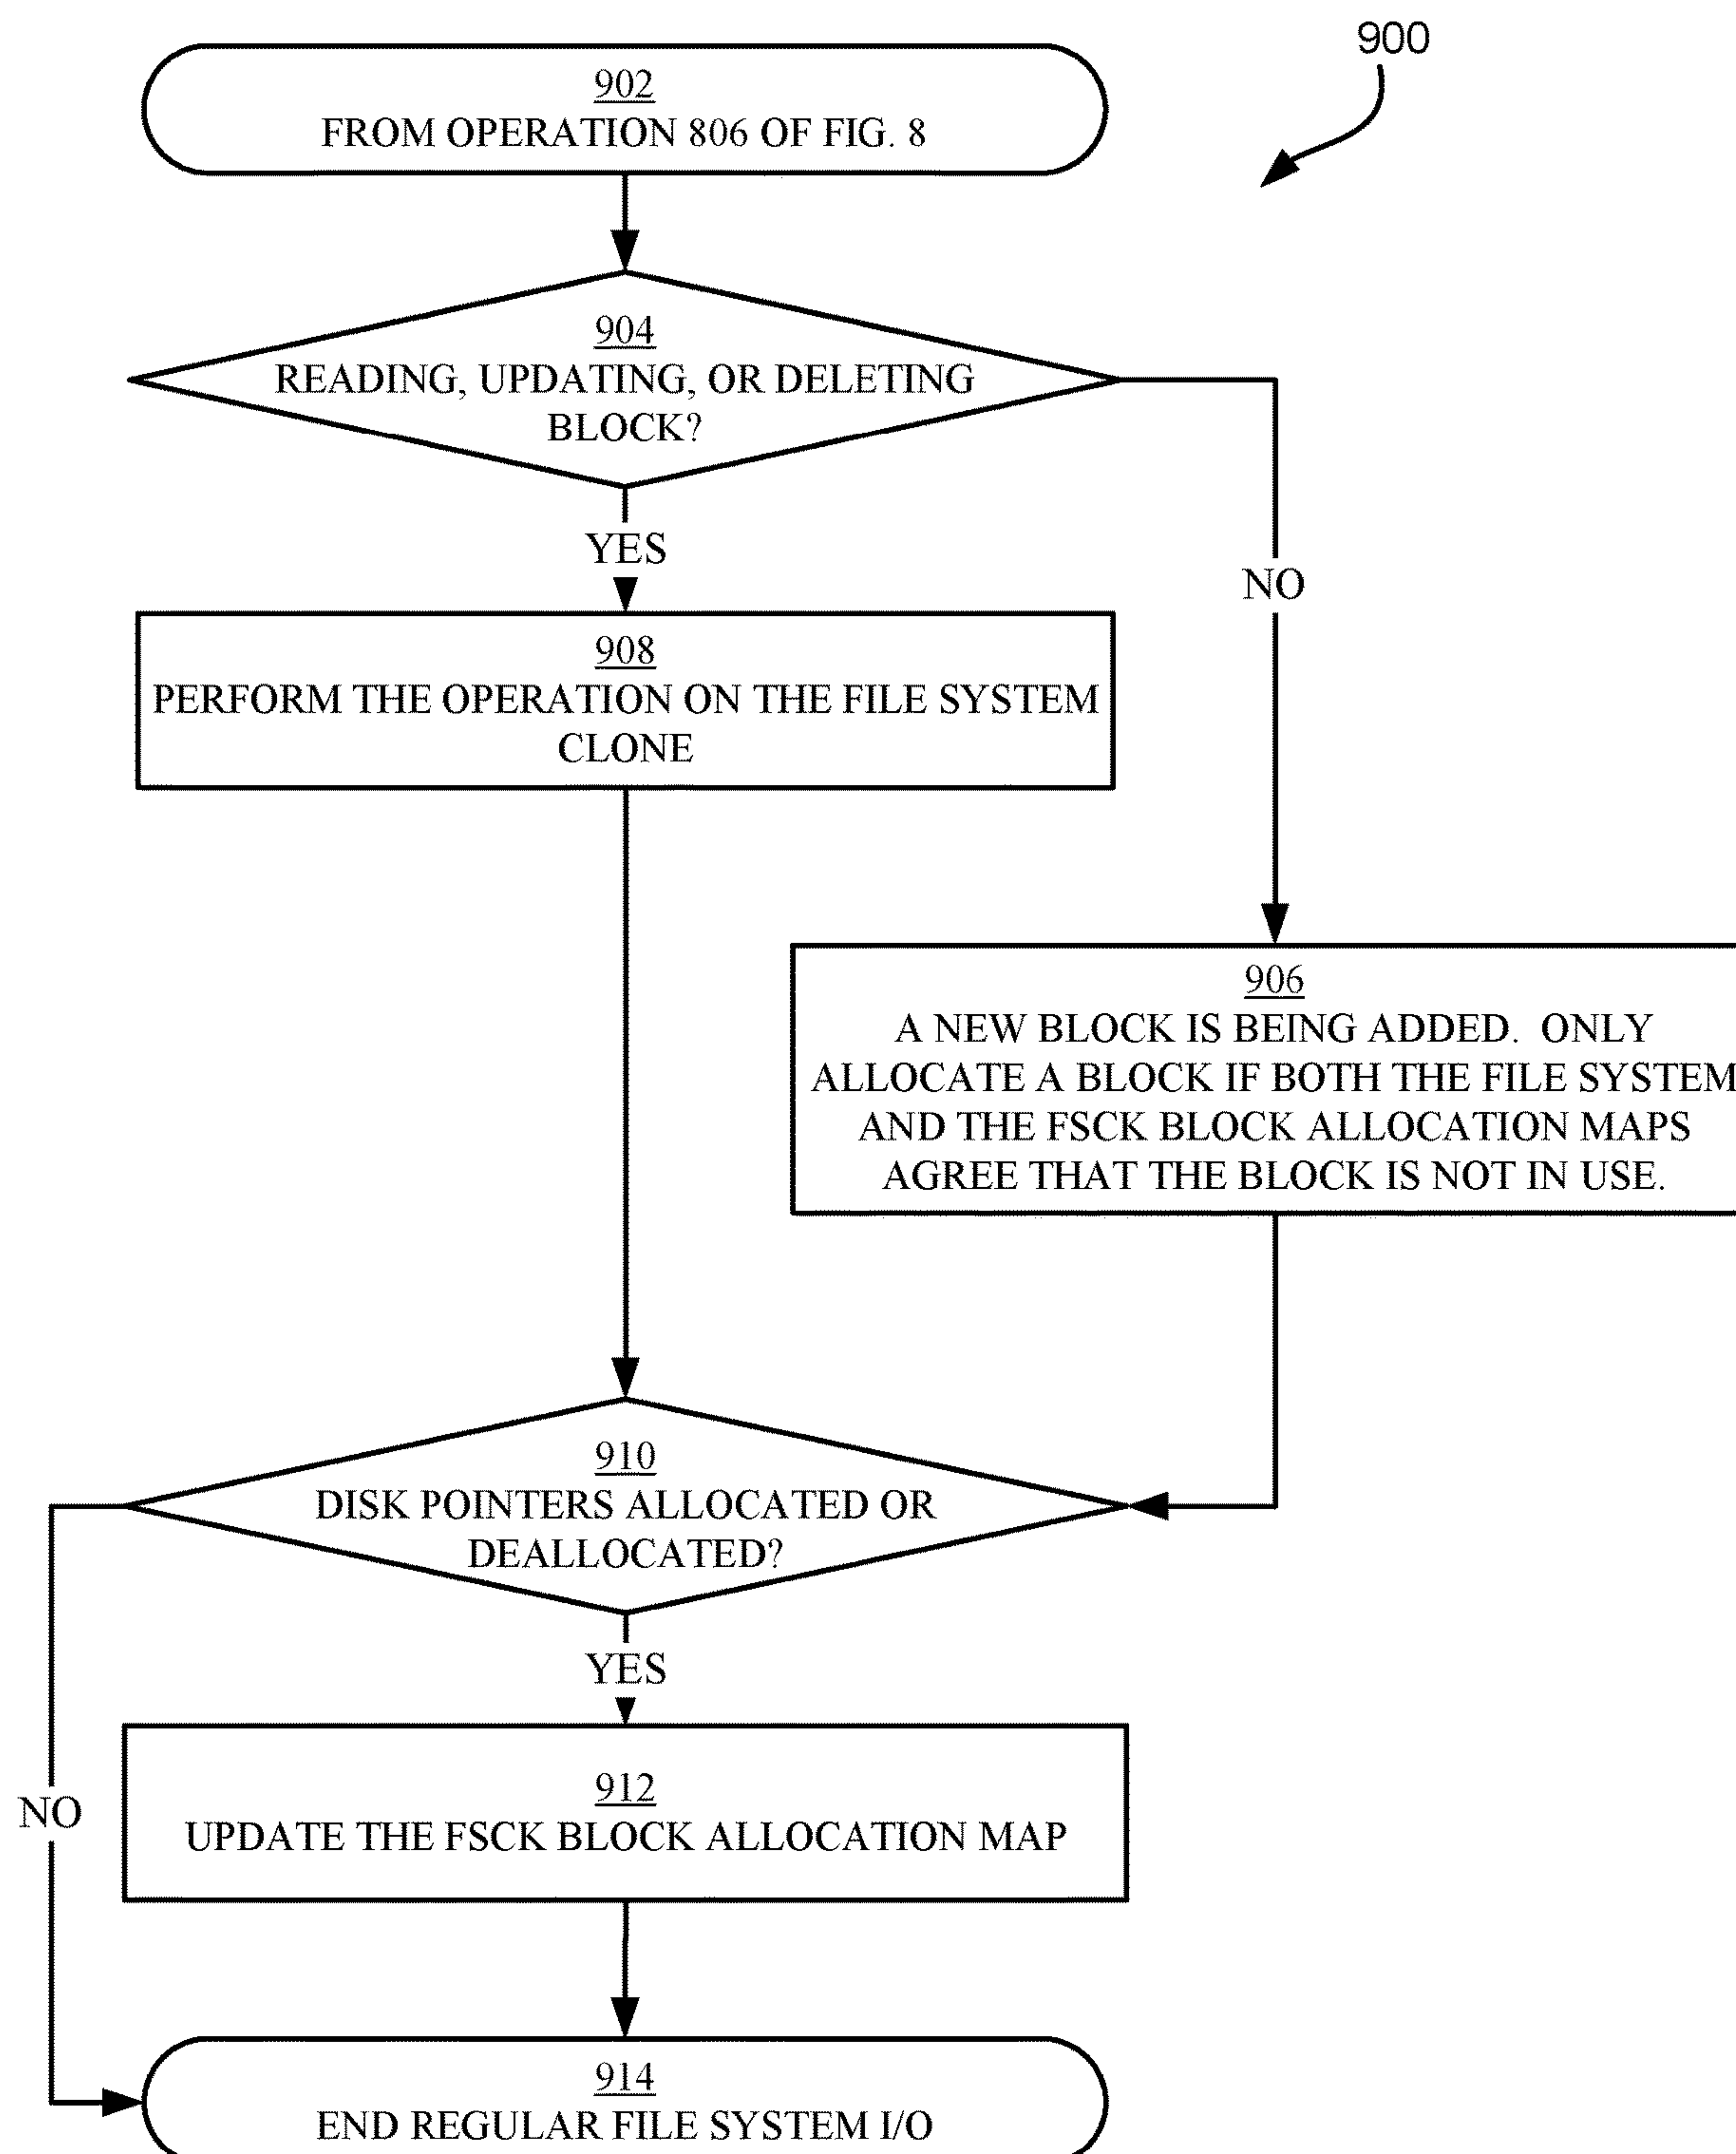 900
902
FROM OPERATION 806 OF FIG. 8
904
READING, UPDATING, OR DELETING
BLOCK?
YES
NO
908
PERFORM THE OPERATION ON THE FILE SYSTEM
CLONE
906
A NEW BLOCK IS BEING ADDED. ONLY
ALLOCATE A BLOCK IF BOTH THE FILE SYSTEM
AND THE FSCK BLOCK ALLOCATION MAPS
AGREE THAT THE BLOCK IS NOT IN USE.
910
DISK POINTERS ALLOCATED OR
DEALLOCATED?
YES
NO
912
UPDATE THE FSCK BLOCK ALLOCATION MAP
914
END REGULAR FILE SYSTEM I/O